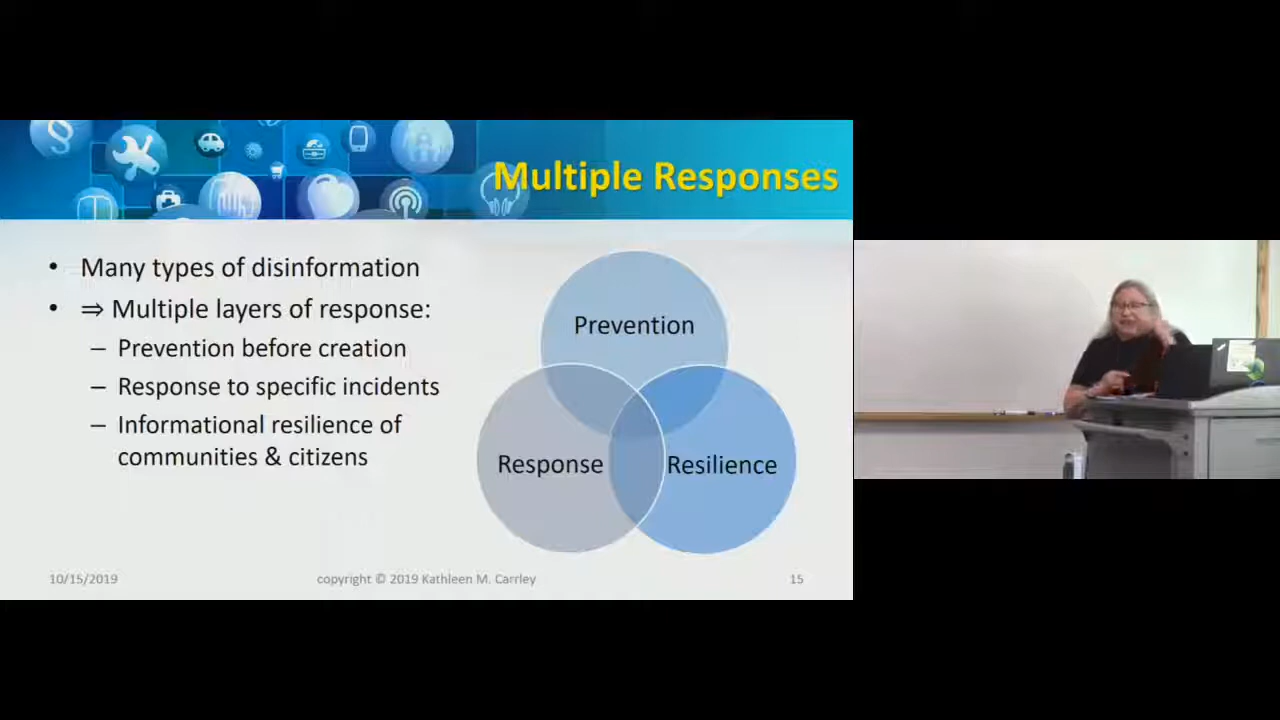 Multiple Responses
• Many types of disinformation
• ⇒ Multiple layers of response:
– Prevention before creation
– Response to specific incidents
– Informational resilience of
communities & citizens
Prevention
Response
Resilience
10/15/2019
copyright © 2019 Kathleen M. Carrley
15